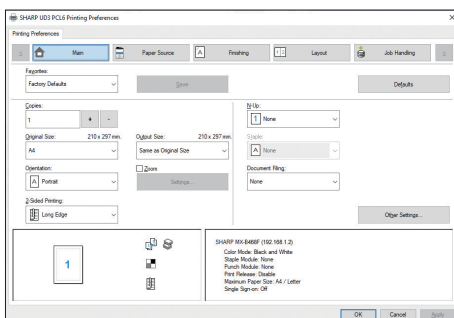 SHARP UD3 PCL6 Printing Preferences
Printing Preferences
Main
Paper Source
Finishing
Layout
Job Handling
Favorites:
Factory Defaults
Save
Defaults
Copies:
1
+ -
N-Up:
1 None
Original Size: 210 x 297 mm.
A4
Output Size: 210 x 297 mm.
Same as Original Size
Staple:
None
Orientation:
A Portrait
Zoom
Settings...
Document Filing:
None
2-Sided Printing:
Long Edge
Other Settings...
1
SHARP MX-B468F (192.168.1.2)
Color Mode: Black and White
Staple Module: None
Punch Module: None
Print Release: Disable
Maximum Paper Size: A4 / Letter
Single Sign-on: Off
OK
Cancel
Apply